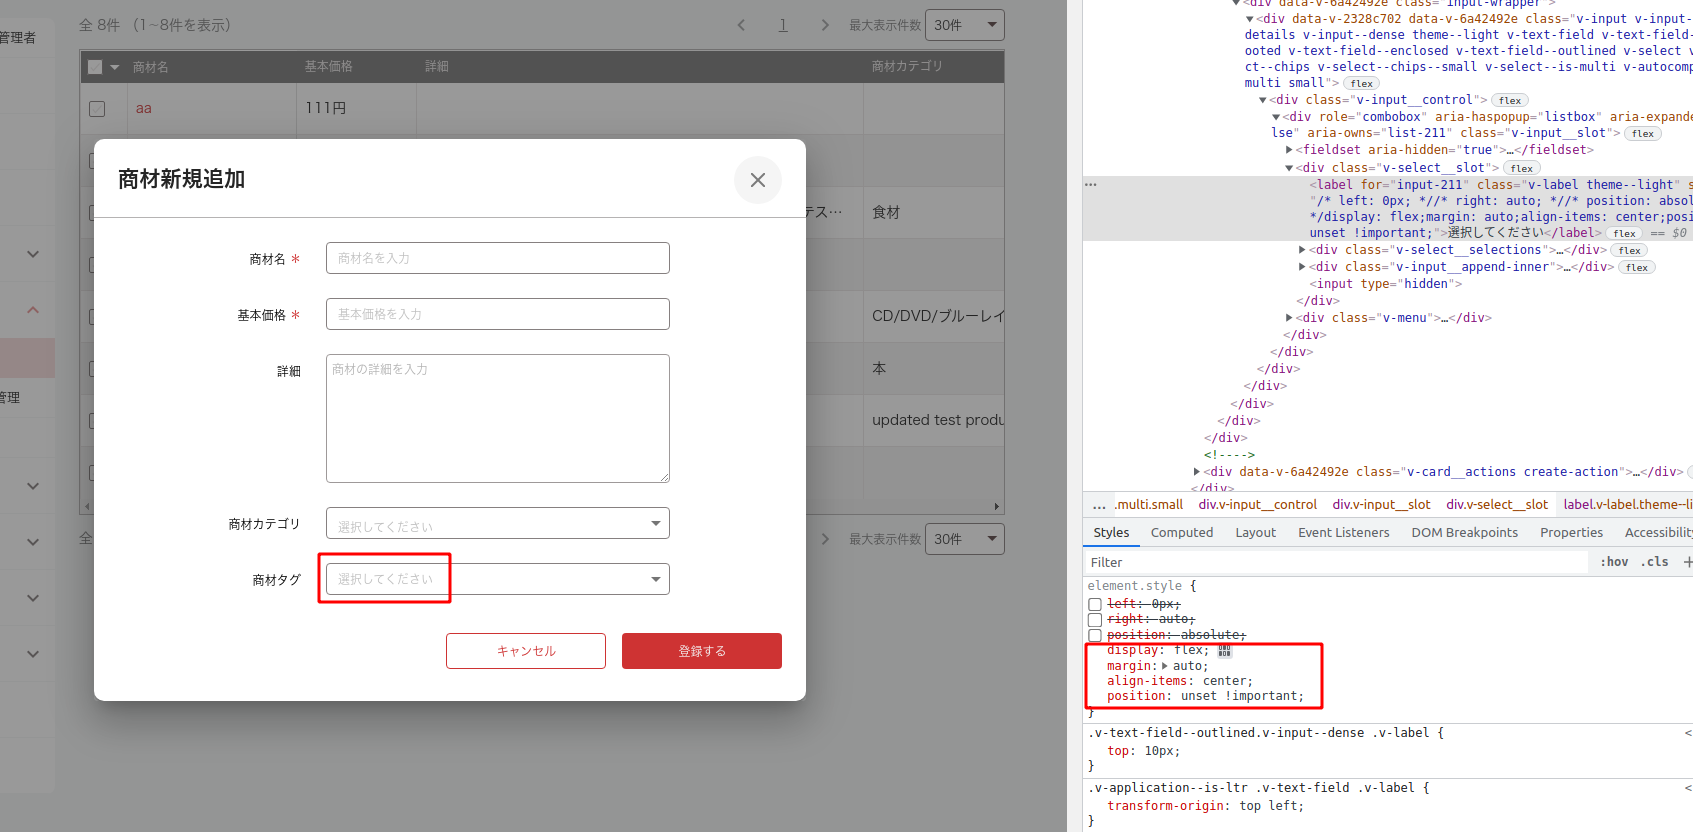 全 8件 （1~8件を表示）
1
最大表示件数
30件
管理者
商材名
基本価格
詳細
商材カテゴリ
aa
111円
商材新規追加
テス…
食材
商材名 *
商材名を入力
基本価格 *
基本価格を入力
CD/DVD/ブルーレイ
詳細
商材の詳細を入力
本
管理
updated test produ
商材カテゴリ
選択してください
全
最大表示件数
30件
商材タグ
選択してください
キャンセル
登録する
<div data-v-6a42492e class="input-wrapper">
<div data-v-2328c702 data-v-6a42492e class="v-input v-input-
details v-input--dense theme--light v-text-field v-text-field-
ooted v-text-field--enclosed v-text-field--outlined v-select v
ct--chips v-select--chips--small v-select--is-multi v-autocomp
multi small"> flex
<div class="v-input__control"> flex
<div role="combobox" aria-haspopup="listbox" aria-expande
lse" aria-owns="list-211" class="v-input__slot"> flex
<fieldset aria-hidden="true">…</fieldset>
<div class="v-select__slot"> flex
… <label for="input-211" class="v-label theme--light" s
"/* left: 0px; *//* right: auto; *//* position: absol
*/display: flex;margin: auto;align-items: center;posi
unset !important;">選択してください</label> flex == $0
<div class="v-select__selections">…</div> flex
<div class="v-input__append-inner">…</div> flex
<input type="hidden">
</div>
<div class="v-menu">…</div>
</div>
</div>
</div>
</div>
</div>
</div>
</div>
<!---->
<div data-v-6a42492e class="v-card__actions create-action">…</div>
</div>
… .multi.small div.v-input__control div.v-input__slot div.v-select__slot label.v-label.theme--li
Styles Computed Layout Event Listeners DOM Breakpoints Properties Accessibility
Filter :hov .cls +
element.style {
left: 0px;
right: auto;
position: absolute;
display: flex;
margin: auto;
align-items: center;
position: unset !important;
}
.v-text-field--outlined.v-input--dense .v-label { <
top: 10px;
}
.v-application--is-ltr .v-text-field .v-label { <
transform-origin: top left;
}